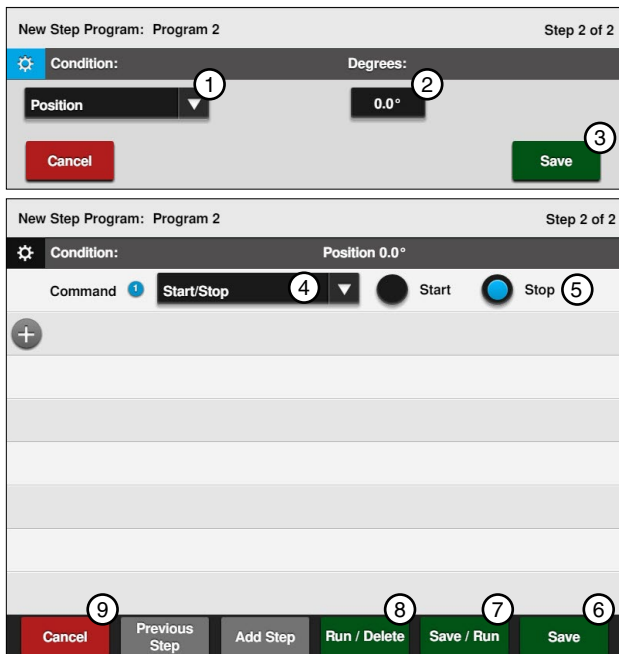 New Step Program: Program 2 Step 2 of 2
Condition: Degrees:
1 2
Position 0.0°
3
Cancel Save
New Step Program: Program 2 Step 2 of 2
Condition: Position 0.0°
Command 1 Start/Stop 4 Start Stop 5
+
9 8 7 6
Cancel Previous Step Add Step Run / Delete Save / Run Save